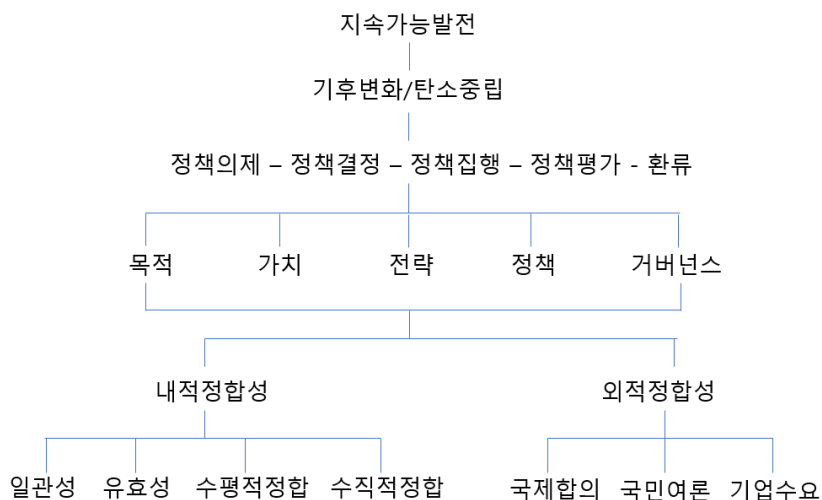 지속가능발전
기후변화/탄소중립
정책의제 – 정책결정 – 정책집행 – 정책평가 - 환류
목적 가치 전략 정책 거버넌스
내적정합성 외적정합성
일관성 유효성 수평적정합 수직적정합 국제합의 국민여론 기업수요